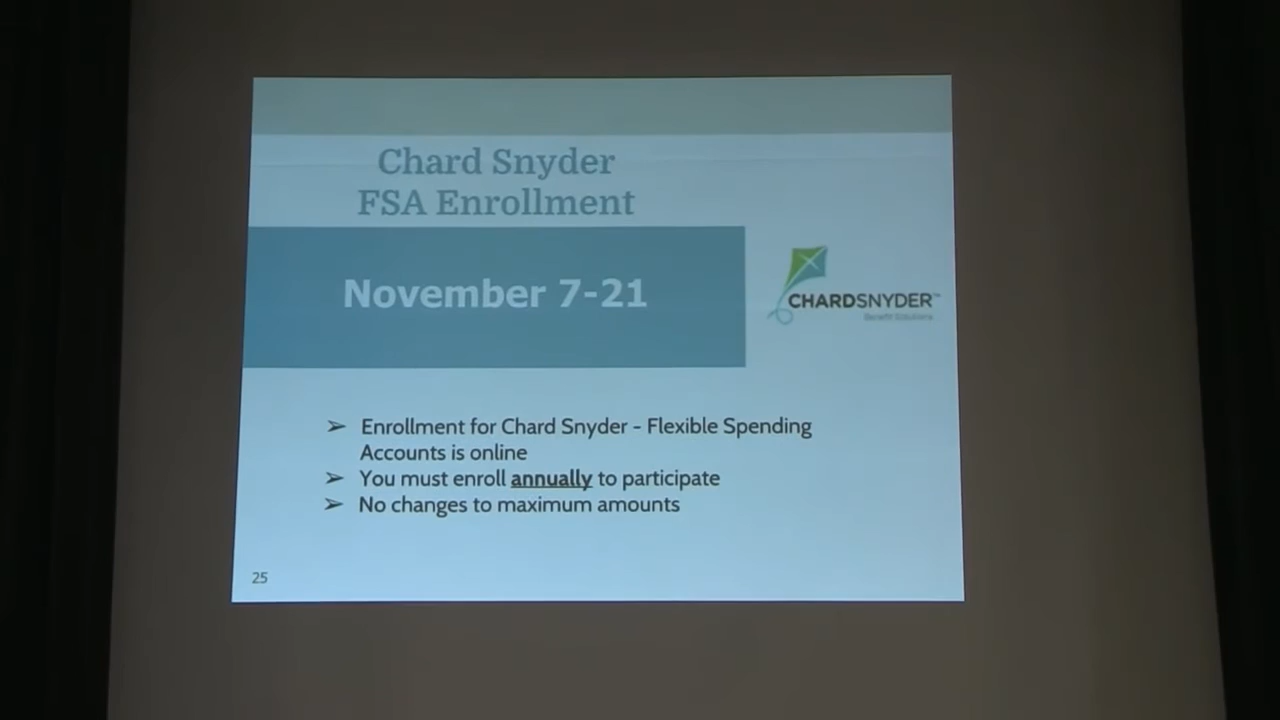 Chard Snyder
FSA Enrollment
November 7-21
CHARDSNYDER™
Benefit Solutions
➢ Enrollment for Chard Snyder - Flexible Spending
Accounts is online
➢ You must enroll annually to participate
➢ No changes to maximum amounts
25